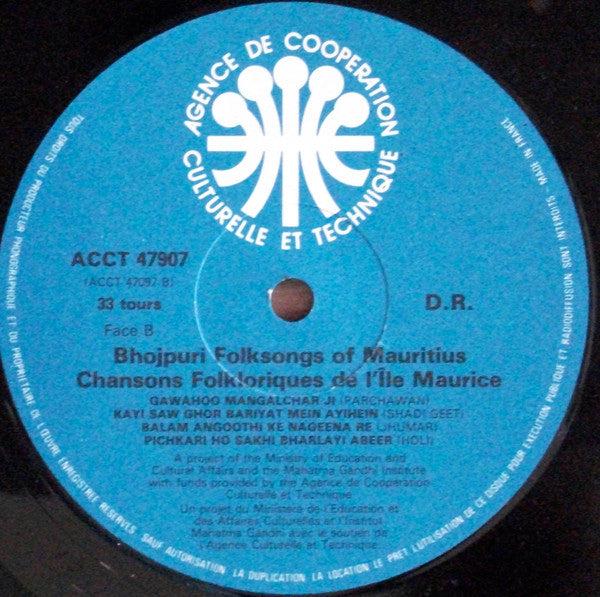 AGENCE DE COOPERATION
CULTURELLE ET TECHNIQUE
TOUS DROITS DU PRODUCTEUR PHONOGRAPHIQUE ET DU PROPRIETAIRE DE L'ŒUVRE ENREGISTREE RESERVES
SAUF AUTORISATION LA DUPLICATION LA LOCATION LE PRET L'UTILISATION DE CE DISQUE POUR EXECUTION PUBLIQUE ET RADIODIFFUSION SONT INTERDITS - MADE IN FRANCE
ACCT 47907
(ACCT 47097 B)
33 tours
D.R.
Face B
Bhojpuri Folksongs of Mauritius
Chansons Folkloriques de l'Île Maurice
GAWAHOO MANGALCHAR JI (PARCHAWAN)
KAYI SAW GHOR BARIYAT MEIN AYIHEIN (SHADI GEET)
BALAM ANGOOTHI KE NAGEENA RE (JHUMAR)
PICHKARI HO SAKHI BHARLAYI ABEER (HOLI)
A project of the Ministry of Education and
Cultural Affairs and the Mahatma Gandhi Institute
with funds provided by the Agence de Coopération
Culturelle et Technique
Un projet du Ministère de l'Education et
des Affaires Culturelles et l'Institut
Mahatma Gandhi avec le soutien de
l'Agence Culturelle et Technique.